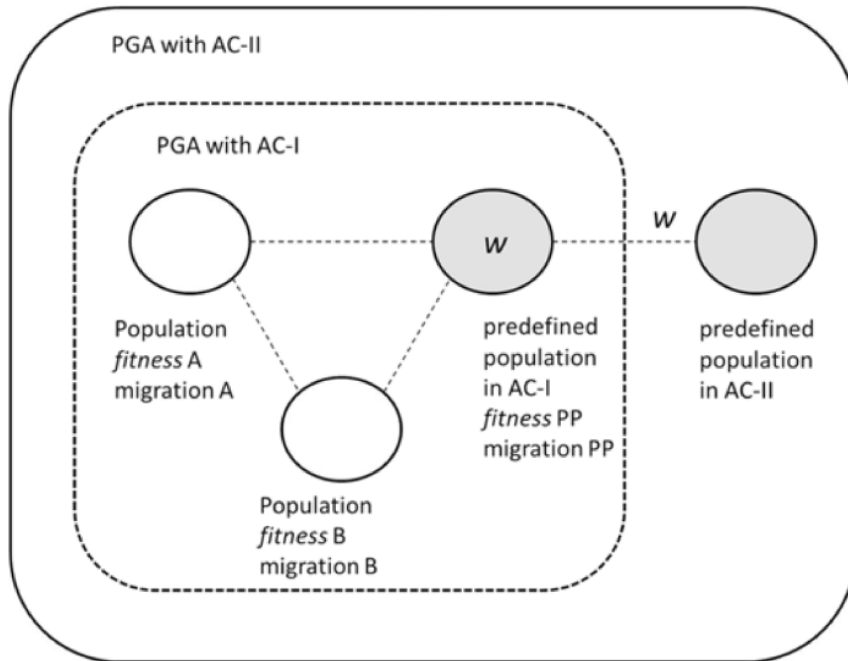 PGA with AC-II
PGA with AC-I
w
w
Population
fitness A
migration A
predefined
population
in AC-I
fitness PP
migration PP
predefined
population
in AC-II
Population
fitness B
migration B